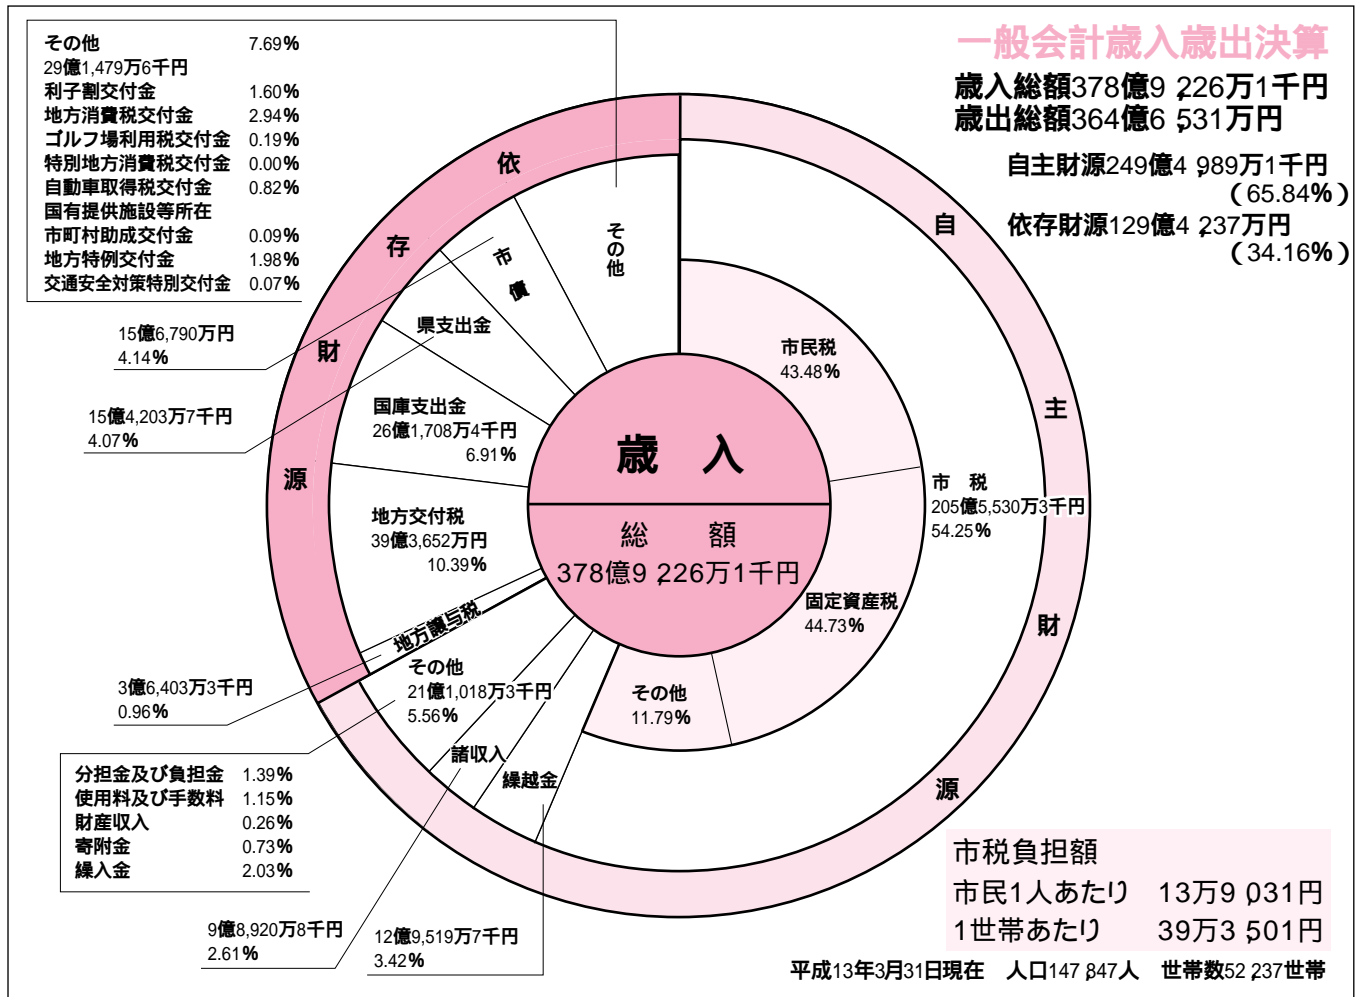 一般会計歳入歳出決算
歳入総額378億9,226万1千円
歳出総額364億6,531万円
自主財源249億4,989万1千円
(65.84%)
依存財源129億4,237万円
(34.16%)
その他 7.69%
29億1,479万6千円
利子割交付金 1.60%
地方消費税交付金 2.94%
ゴルフ場利用税交付金 0.19%
特別地方消費税交付金 0.00%
自動車取得税交付金 0.82%
国有提供施設等所在
市町村助成交付金 0.09%
地方特例交付金 1.98%
交通安全対策特別交付金 0.07%
依存財源
自主財源
その他
市債
15億6,790万円
4.14%
県支出金
15億4,203万7千円
4.07%
国庫支出金
26億1,708万4千円
6.91%
地方交付税
39億3,652万円
10.39%
地方譲与税
3億6,403万3千円
0.96%
歳入
総額
378億9,226万1千円
市民税
43.48%
市税
205億5,530万3千円
54.25%
固定資産税
44.73%
その他
11.79%
その他
21億1,018万3千円
5.56%
分担金及び負担金 1.39%
使用料及び手数料 1.15%
財産収入 0.26%
寄附金 0.73%
繰入金 2.03%
諸収入
9億8,920万8千円
2.61%
繰越金
12億9,519万7千円
3.42%
市税負担額
市民1人あたり 13万9,031円
1世帯あたり 39万3,501円
平成13年3月31日現在 人口147,847人 世帯数52,237世帯